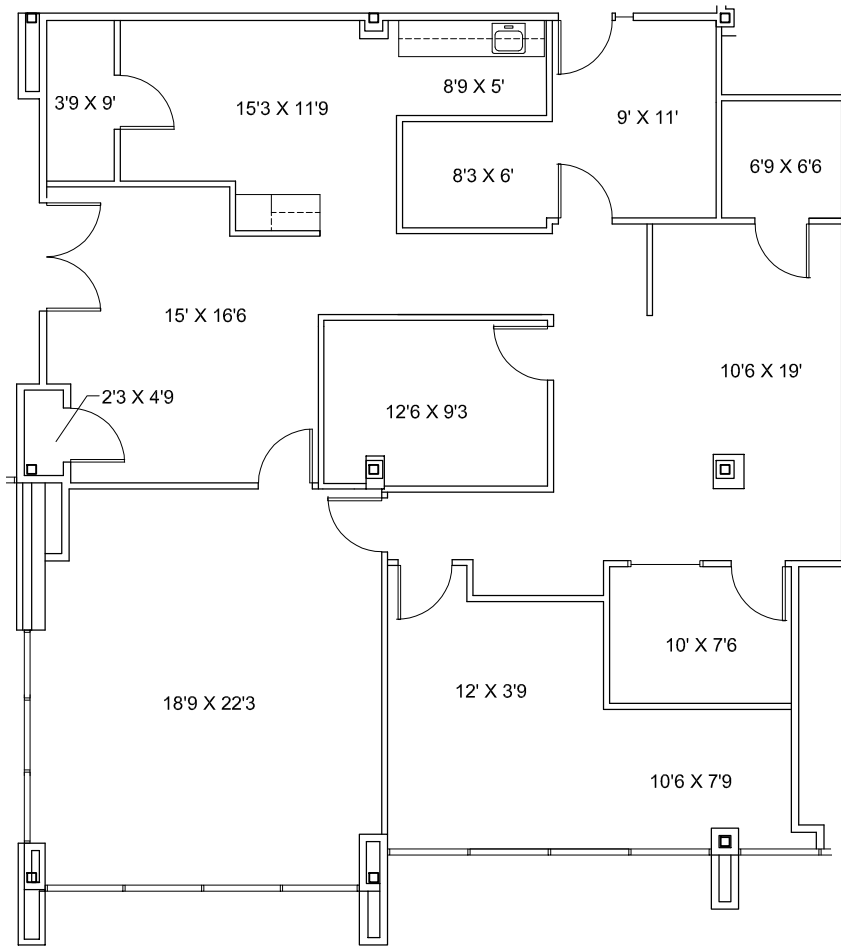 3'9 X 9'
15'3 X 11'9
8'9 X 5'
9' X 11'
8'3 X 6'
6'9 X 6'6
15' X 16'6
10'6 X 19'
2'3 X 4'9
12'6 X 9'3
10' X 7'6
12' X 3'9
18'9 X 22'3
10'6 X 7'9